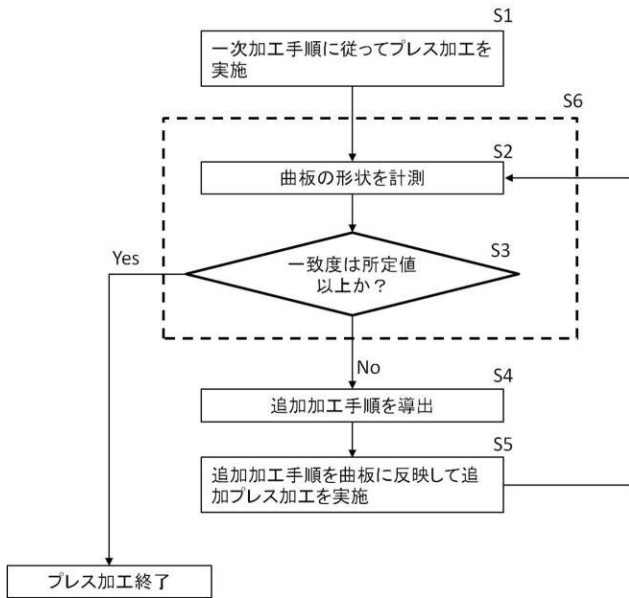 S1
一次加工手順に従ってプレス加工を
実施
S6
S2
曲板の形状を計測
S3
一致度は所定値
以上か？
Yes
No
S4
追加加工手順を導出
S5
追加加工手順を曲板に反映して追
加プレス加工を実施
プレス加工終了